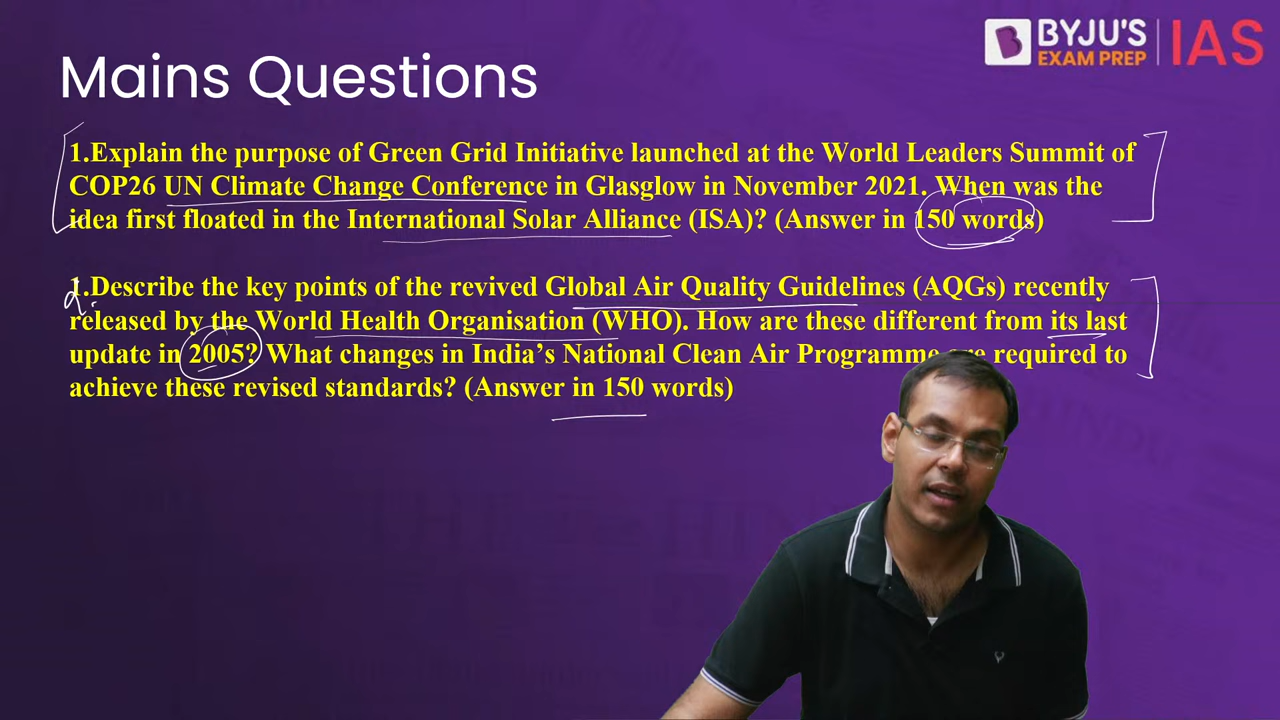 BYJU'S
EXAM PREP
IAS
Mains Questions
1.Explain the purpose of Green Grid Initiative launched at the World Leaders Summit of
COP26 UN Climate Change Conference in Glasglow in November 2021. When was the
idea first floated in the International Solar Alliance (ISA)? (Answer in 150 words)
1.Describe the key points of the revived Global Air Quality Guidelines (AQGs) recently
2.
released by the World Health Organisation (WHO). How are these different from its last
update in 2005? What changes in India's National Clean Air Programme are required to
achieve these revised standards? (Answer in 150 words)